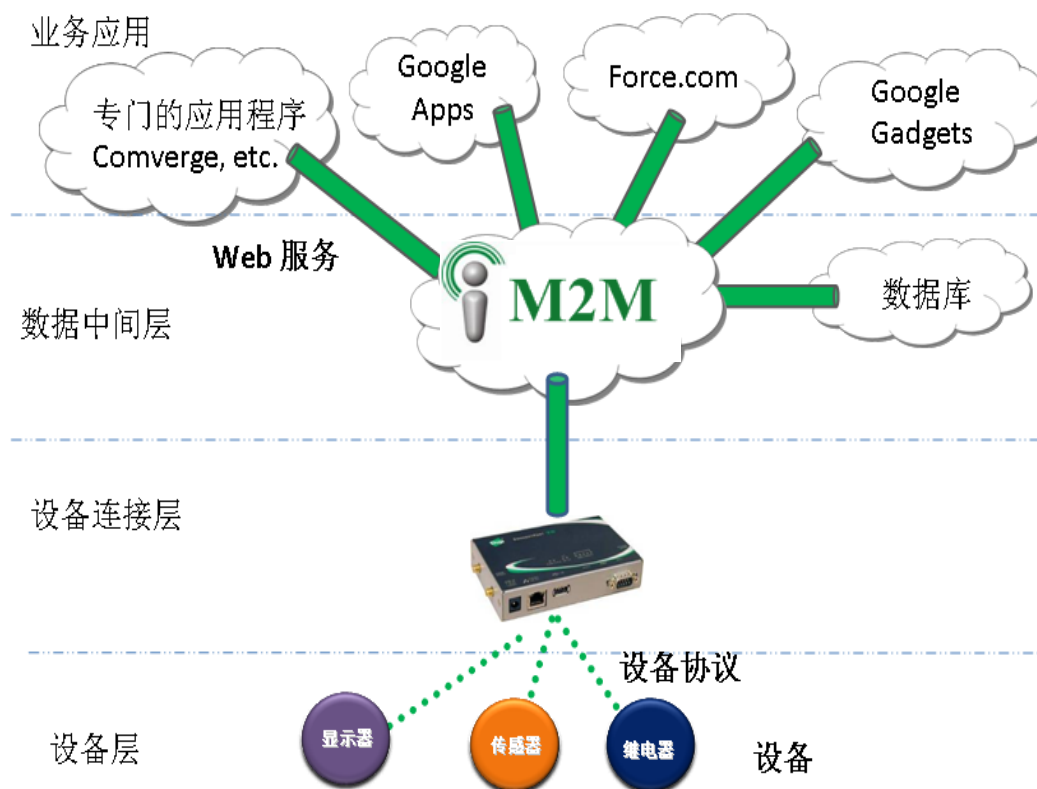 业务应用
专门的应用程序
Comverge, etc.
Google
Apps
Force.com
Google
Gadgets
Web 服务
M2M
数据库
数据中间层
设备连接层
设备协议
设备层
显示器
传感器
继电器
设备